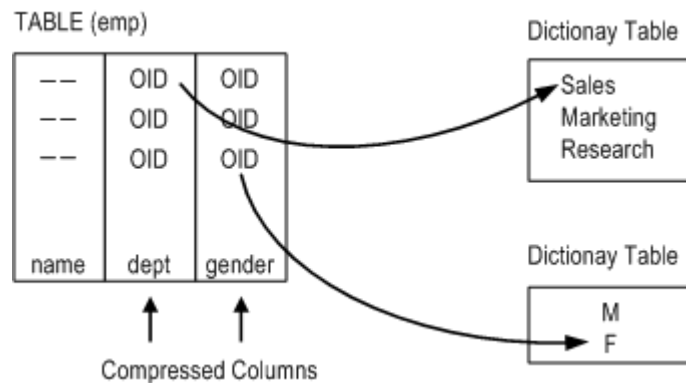 TABLE (emp)
-- OID OID
-- OID OID
-- OID OID
name dept gender
Compressed Columns
Dictionay Table
Sales
Marketing
Research
Dictionay Table
M
F